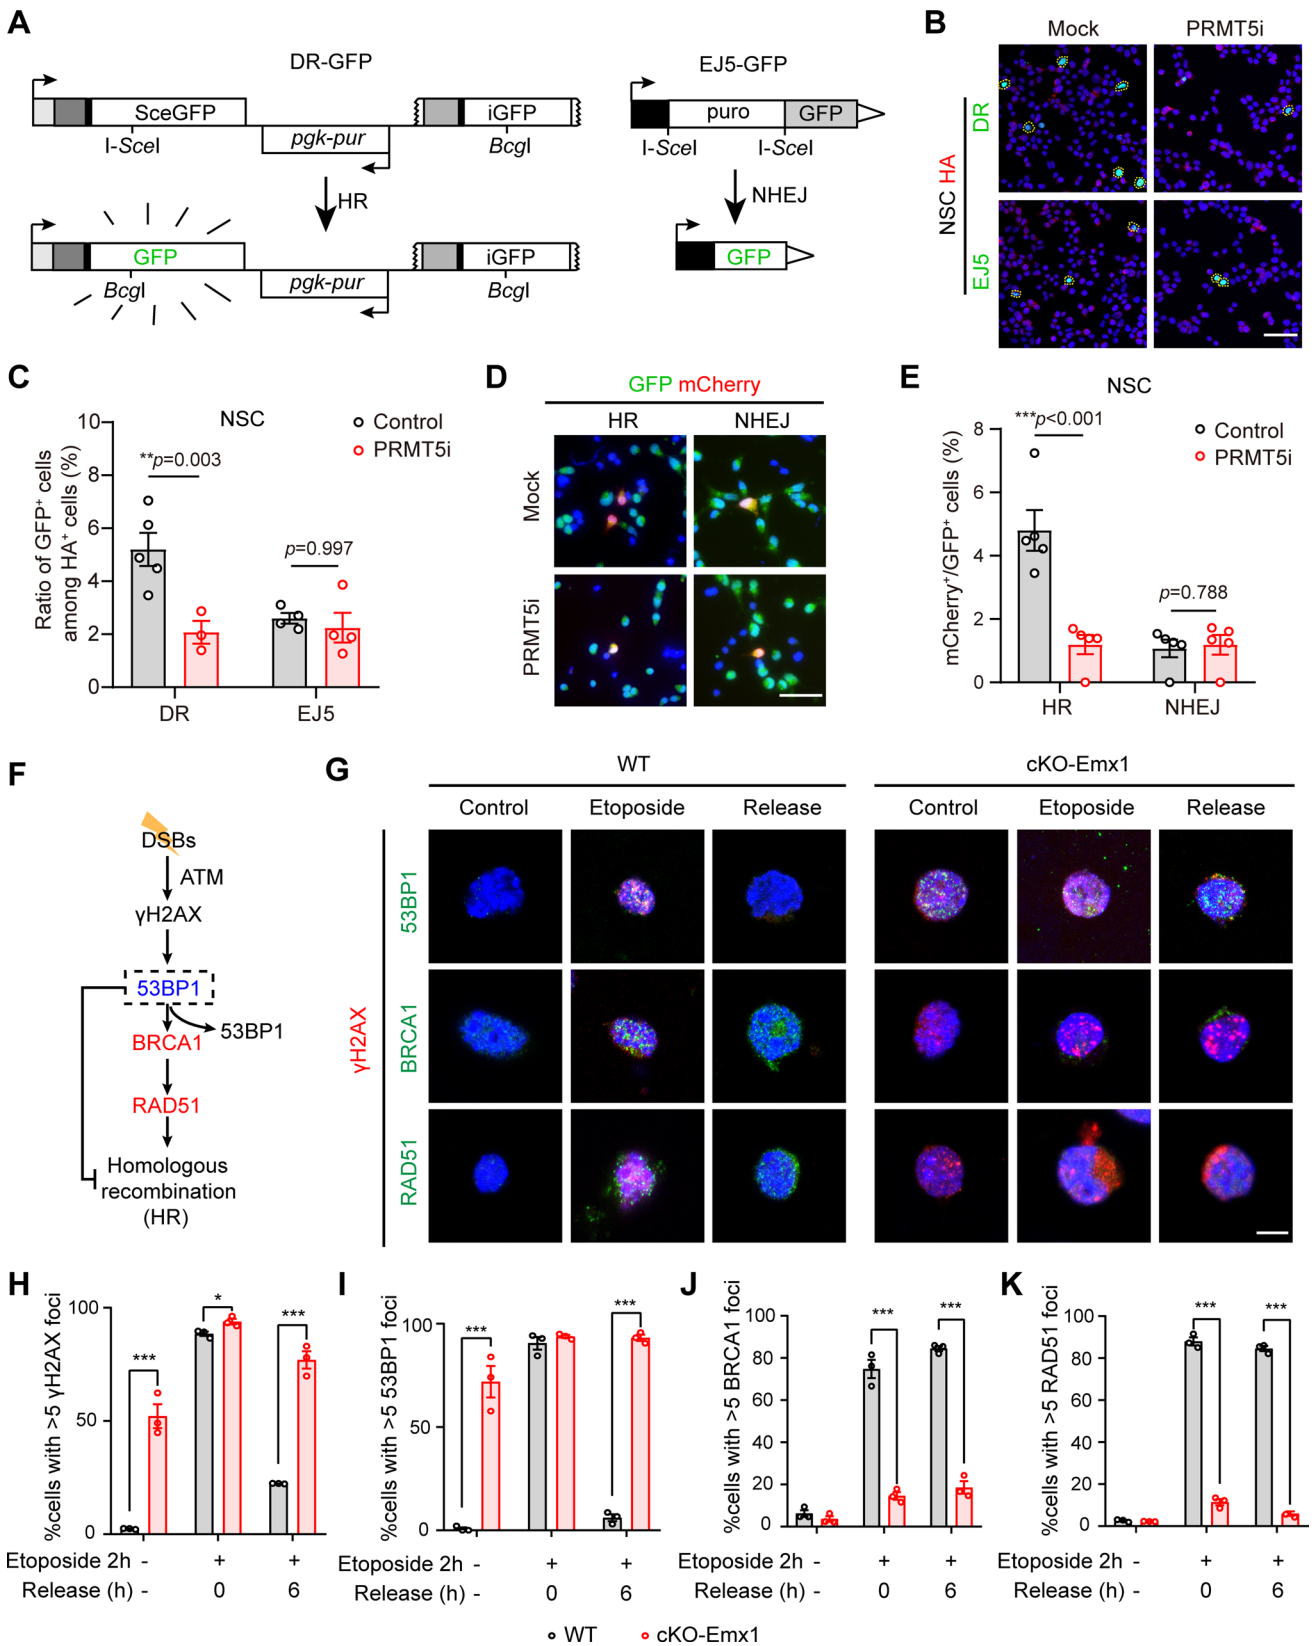 A
DR-GFP
EJ5-GFP
SceGFP
iGFP
puro
GFP
I-SceI
pgk-pur
BcgI
I-SceI
I-SceI
HR
NHEJ
GFP
iGFP
GFP
BcgI
pgk-pur
BcgI
B
Mock
PRMT5i
NSC HA
DR
EJ5
C
NSC
Control
PRMT5i
Ratio of GFP⁺ cells
among HA⁺ cells (%)
10
8
6
4
2
0
**p=0.003
p=0.997
DR
EJ5
D
GFP mCherry
HR
NHEJ
Mock
PRMT5i
E
NSC
Control
PRMT5i
mCherry⁺/GFP⁺ cells (%)
8
6
4
2
0
***p<0.001
p=0.788
HR
NHEJ
F
DSBs
ATM
γH2AX
53BP1
53BP1
BRCA1
RAD51
Homologous
recombination
(HR)
G
WT
cKO-Emx1
Control
Etoposide
Release
Control
Etoposide
Release
γH2AX
53BP1
BRCA1
RAD51
H
%cells with >5 γH2AX foci
100
50
0
***
*
***
Etoposide 2h - + +
Release (h) - 0 6
I
%cells with >5 53BP1 foci
100
50
0
***
***
Etoposide 2h - + +
Release (h) - 0 6
J
%cells with >5 BRCA1 foci
100
80
60
40
20
0
***
***
Etoposide 2h - + +
Release (h) - 0 6
K
%cells with >5 RAD51 foci
100
80
60
40
20
0
***
***
Etoposide 2h - + +
Release (h) - 0 6
WT
cKO-Emx1